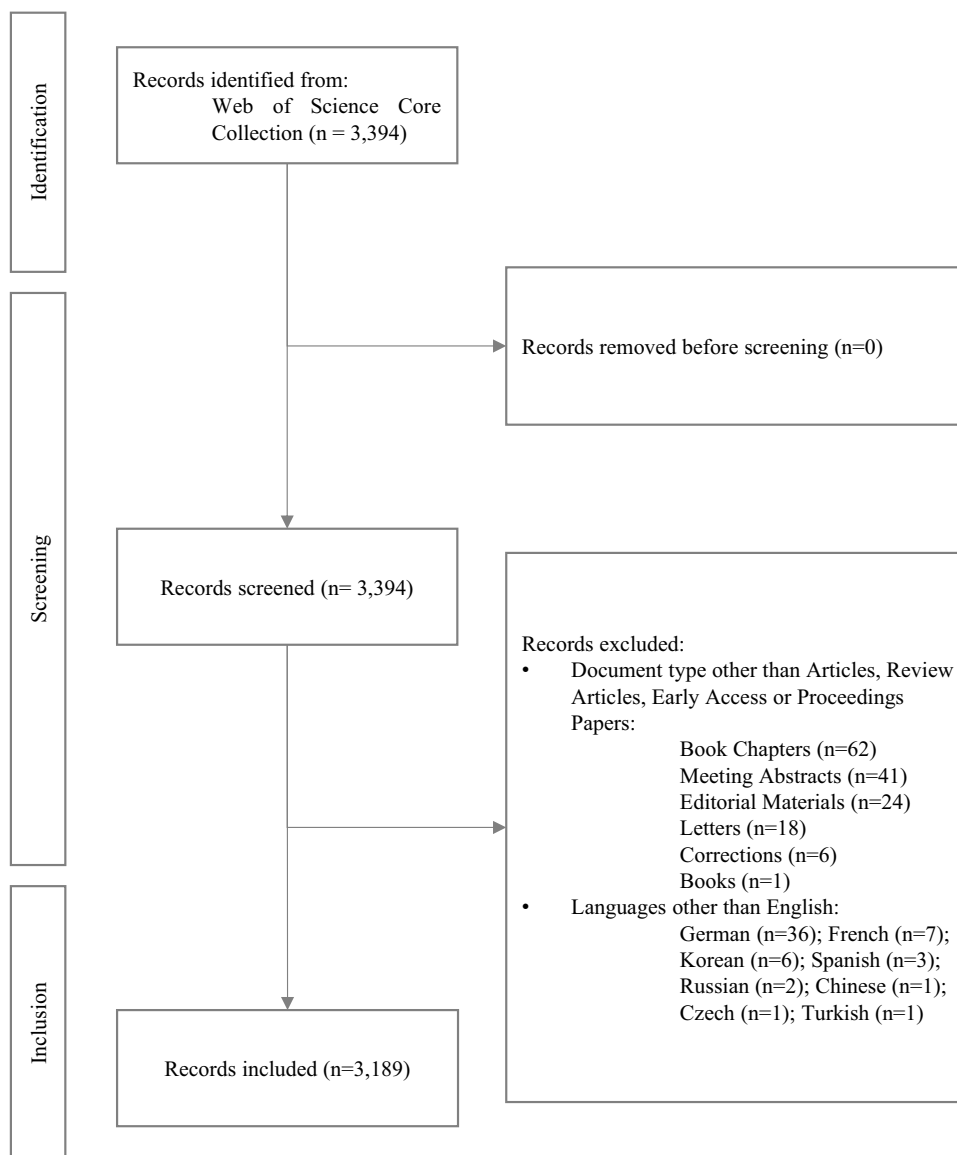 Identification
Records identified from:
Web of Science Core
Collection (n = 3,394)
Records removed before screening (n=0)
Screening
Records screened (n= 3,394)
Records excluded:
• Document type other than Articles, Review
Articles, Early Access or Proceedings
Papers:
Book Chapters (n=62)
Meeting Abstracts (n=41)
Editorial Materials (n=24)
Letters (n=18)
Corrections (n=6)
Books (n=1)
• Languages other than English:
German (n=36); French (n=7);
Korean (n=6); Spanish (n=3);
Russian (n=2); Chinese (n=1);
Czech (n=1); Turkish (n=1)
Inclusion
Records included (n=3,189)